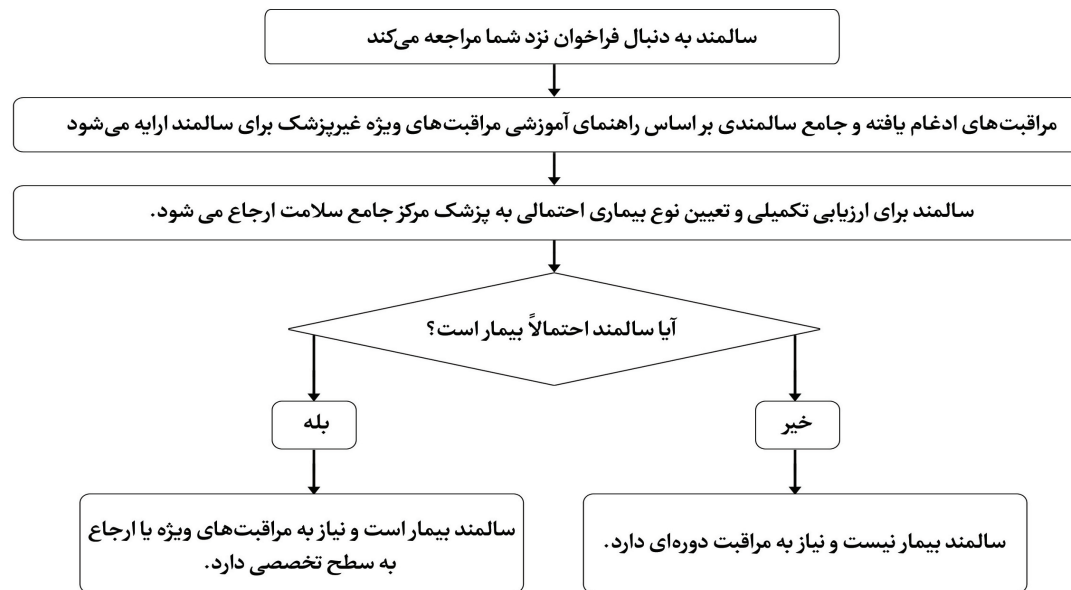 سالمند به دنبال فراخوان نزد شما مراجعه می‌کند
مراقبت‌های ادغام یافته و جامع سالمندی بر اساس راهنمای آموزشی مراقبت‌های ویژه غیرپزشک برای سالمند ارایه می‌شود
سالمند برای ارزیابی تکمیلی و تعیین نوع بیماری احتمالی به پزشک مرکز جامع سلامت ارجاع می شود.
آیا سالمند احتمالاً بیمار است؟
خیر
بله
سالمند بیمار نیست و نیاز به مراقبت دوره‌ای دارد.
سالمند بیمار است و نیاز به مراقبت‌های ویژه یا ارجاع
به سطح تخصصی دارد.